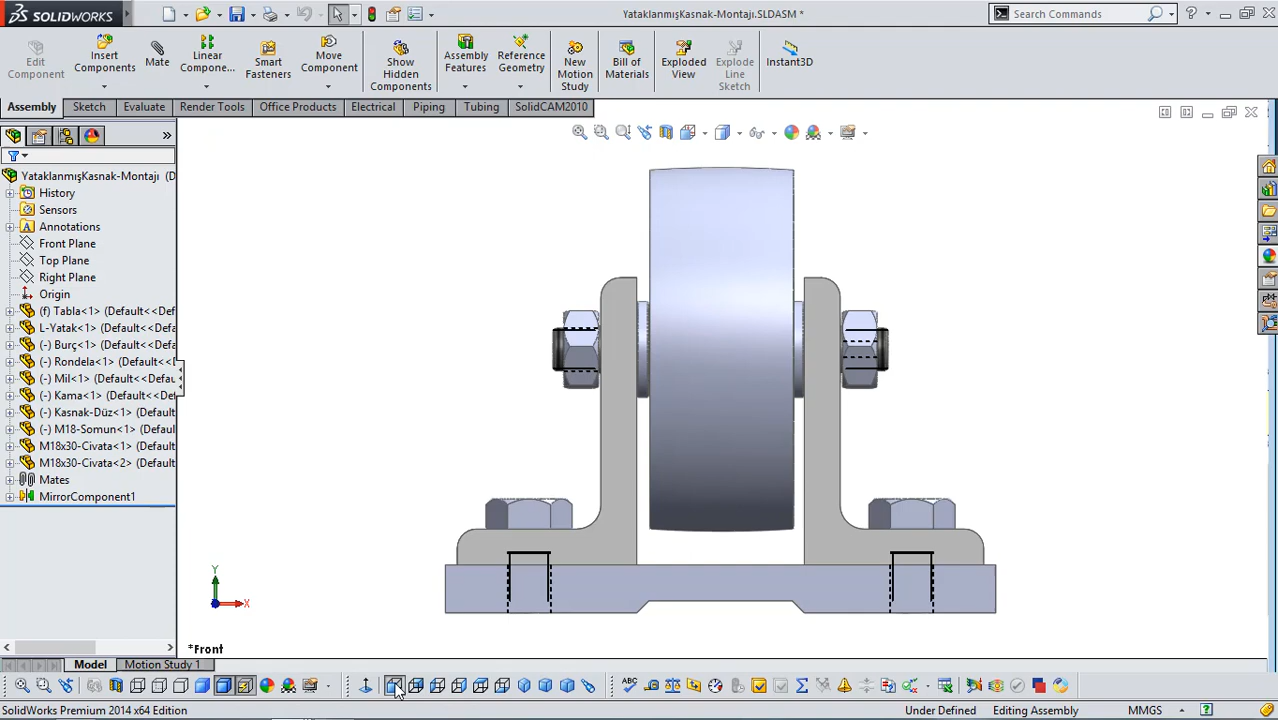 SOLIDWORKS
YataklanmışKasnak-Montajı.SLDASM *
Search Commands
Edit Component
Insert Components
Mate
Linear Compone...
Smart Fasteners
Move Component
Show Hidden Components
Assembly Features
Reference Geometry
New Motion Study
Bill of Materials
Exploded View
Explode Line Sketch
Instant3D
Assembly
Sketch
Evaluate
Render Tools
Office Products
Electrical
Piping
Tubing
SolidCAM2010
YataklanmışKasnak-Montajı (D
History
Sensors
Annotations
Front Plane
Top Plane
Right Plane
Origin
(f) Tabla<1> (Default<<Defa
L-Yatak<1> (Default<<Defau
(-) Burç<1> (Default<<Defau
(-) Rondela<1> (Default<<D
(-) Mil<1> (Default<<Default
(-) Kama<1> (Default<<Defa
(-) Kasnak-Düz<1> (Default
(-) M18-Somun<1> (Default
M18x30-Civata<1> (Default
M18x30-Civata<2> (Default
Mates
MirrorComponent1
Y
X
*Front
Model
Motion Study 1
SolidWorks Premium 2014 x64 Edition
Under Defined
Editing Assembly
MMGS